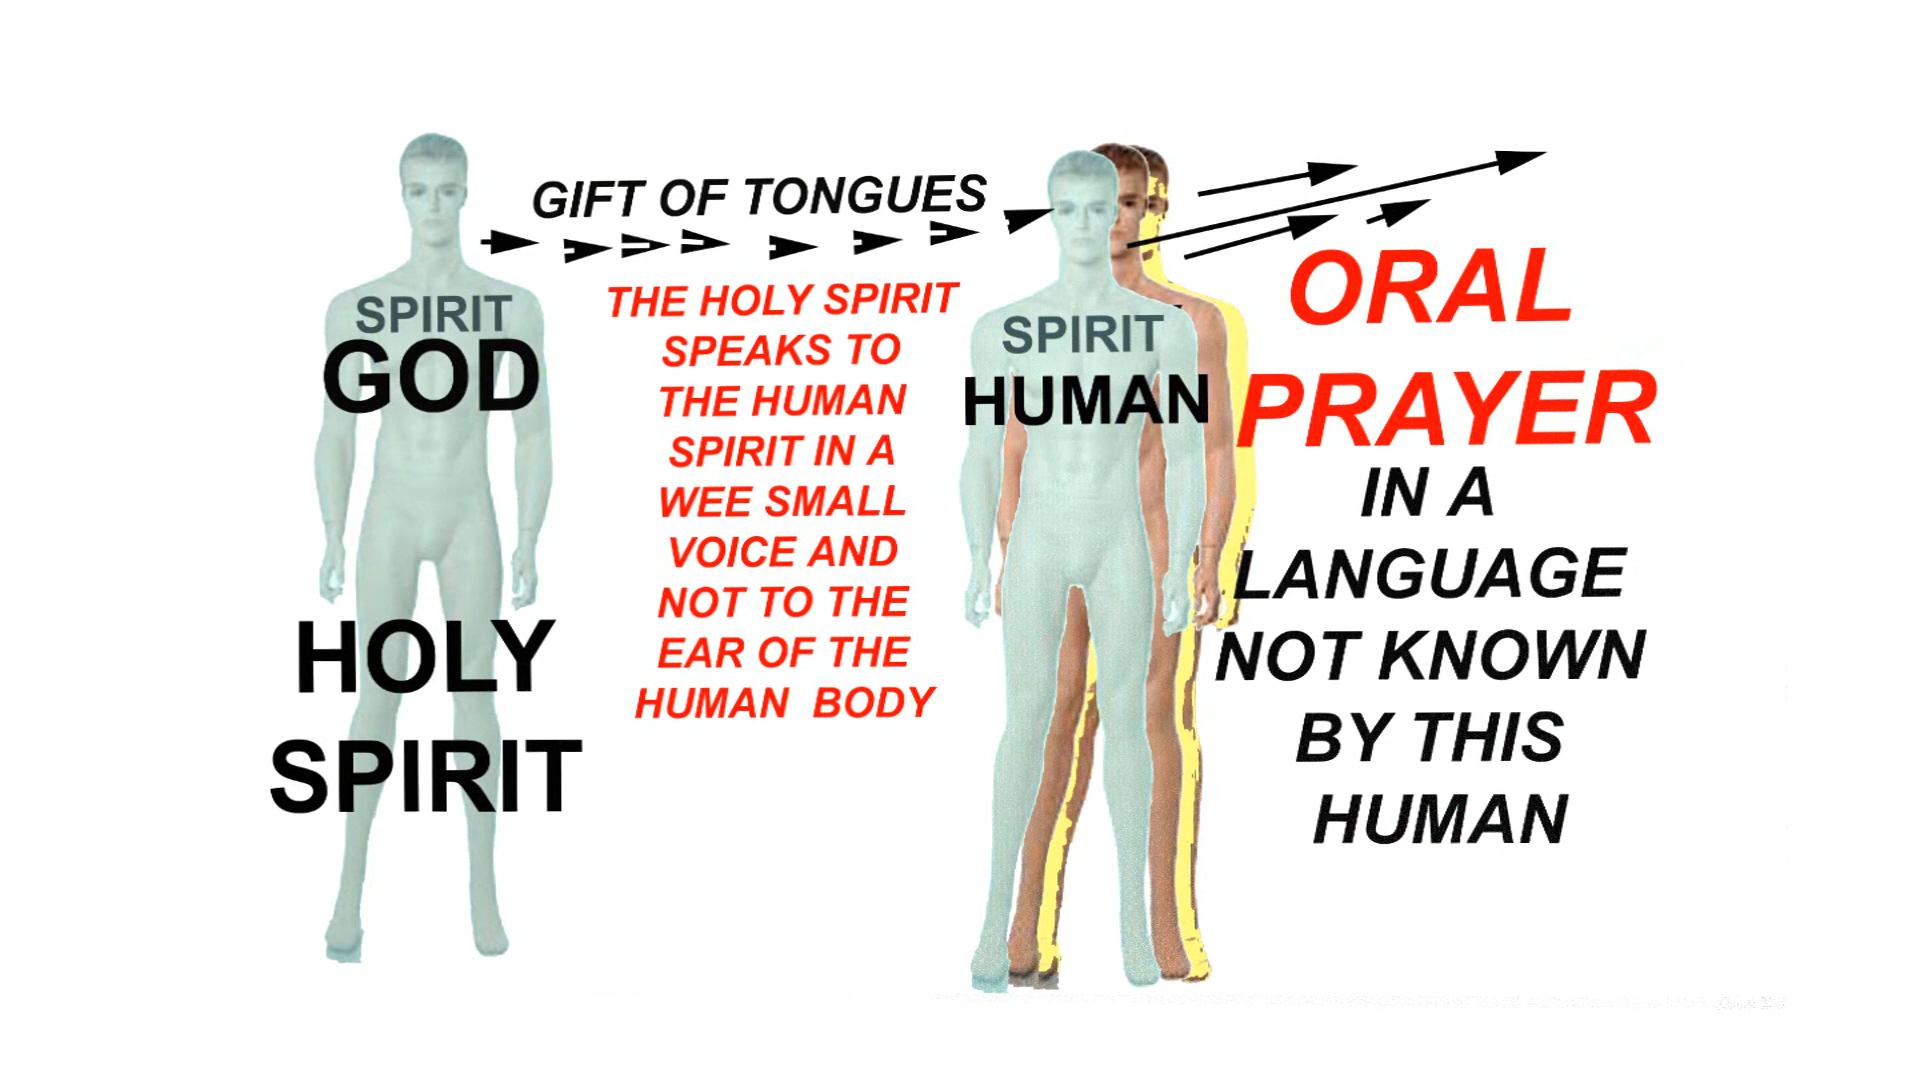 SPIRIT
GOD
HOLY
SPIRIT
GIFT OF TONGUES
THE HOLY SPIRIT
SPEAKS TO
THE HUMAN
SPIRIT IN A
WEE SMALL
VOICE AND
NOT TO THE
EAR OF THE
HUMAN BODY
SPIRIT
HUMAN
ORAL
PRAYER
IN A
LANGUAGE
NOT KNOWN
BY THIS
HUMAN